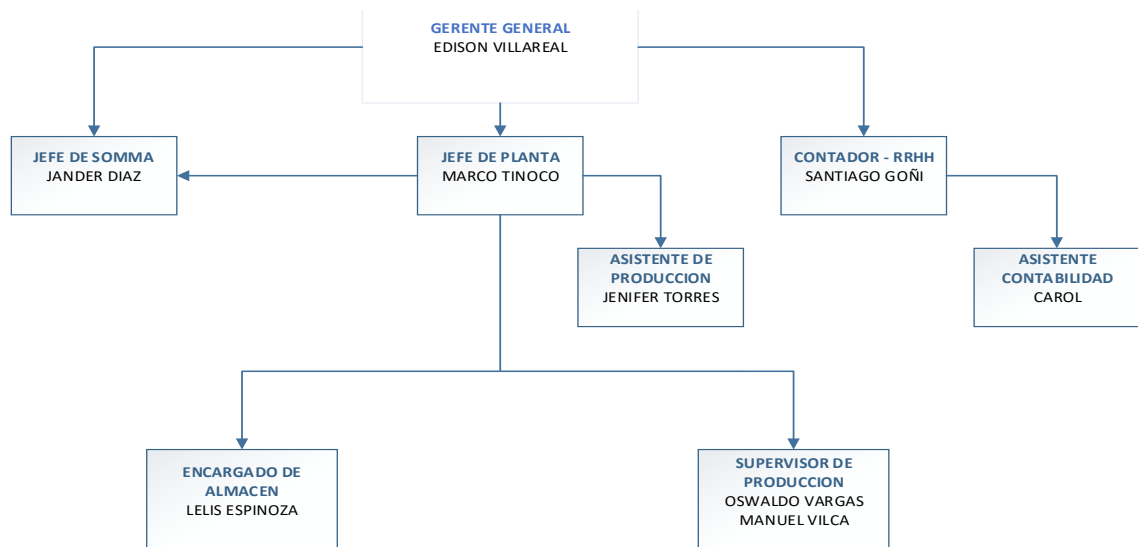 GERENTE GENERAL
EDISON VILLAREAL
JEFE DE SOMMA
JANDER DIAZ
JEFE DE PLANTA
MARCO TINOCO
CONTADOR - RRHH
SANTIAGO GOÑI
ASISTENTE DE
PRODUCCION
JENIFER TORRES
ASISTENTE
CONTABILIDAD
CAROL
ENCARGADO DE
ALMACEN
LELIS ESPINOZA
SUPERVISOR DE
PRODUCCION
OSWALDO VARGAS
MANUEL VILCA